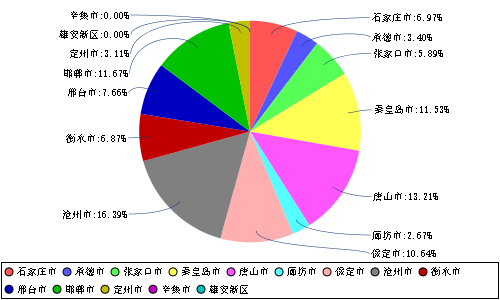 辛集市:0.00%
石家庄市:6.97%
雄安新区:0.00%
承德市:3.40%
定州市:3.11%
张家口市:5.89%
邯郸市:11.67%
邢台市:7.66%
秦皇岛市:11.53%
衡水市:6.87%
唐山市:13.21%
沧州市:16.39%
廊坊市:2.67%
保定市:10.64%
石家庄市 承德市 张家口市 秦皇岛市 唐山市 廊坊市 保定市 沧州市 衡水市
邢台市 邯郸市 定州市 辛集市 雄安新区